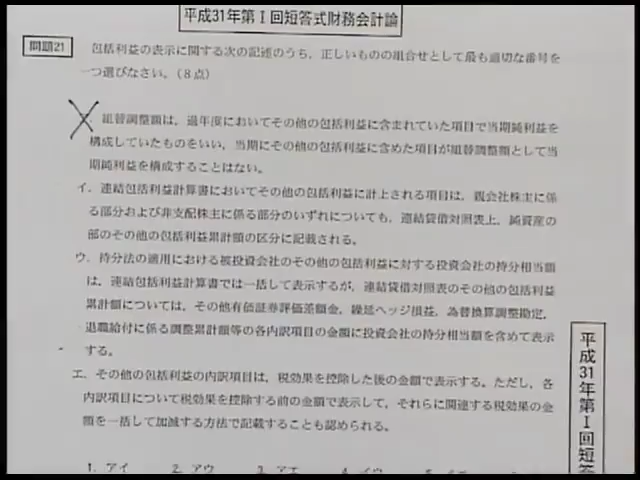 平成31年第Ⅰ回短答式財務会計論
問題21
包括利益の表示に関する次の記述のうち，正しいものの組合せとして最も適切な番号を
一つ選びなさい。（8点）
組替調整額は，過年度においてその他の包括利益に含まれていた項目で当期純利益を
構成していたものをいい，当期にその他の包括利益に含めた項目が組替調整額として当
期純利益を構成することはない。
イ．連結包括利益計算書においてその他の包括利益に計上される項目は，親会社株主に係
る部分および非支配株主に係る部分のいずれについても，連結貸借対照表上，純資産の
部のその他の包括利益累計額の区分に記載される。
ウ．持分法の適用における被投資会社のその他の包括利益に対する投資会社の持分相当額
は，連結包括利益計算書では一括して表示するが，連結貸借対照表のその他の包括利益
累計額については，その他有価証券評価差額金，繰延ヘッジ損益，為替換算調整勘定，
退職給付に係る調整累計額等の各内訳項目の金額に投資会社の持分相当額を含めて表示
する。
エ．その他の包括利益の内訳項目は，税効果を控除した後の金額で表示する。ただし，各
内訳項目について税効果を控除する前の金額で表示して，それらに関連する税効果の金
額を一括して加減する方法で記載することも認められる。
1．アイ　2．アウ　3．アエ　4．イウ
平成31年第Ⅰ回短答